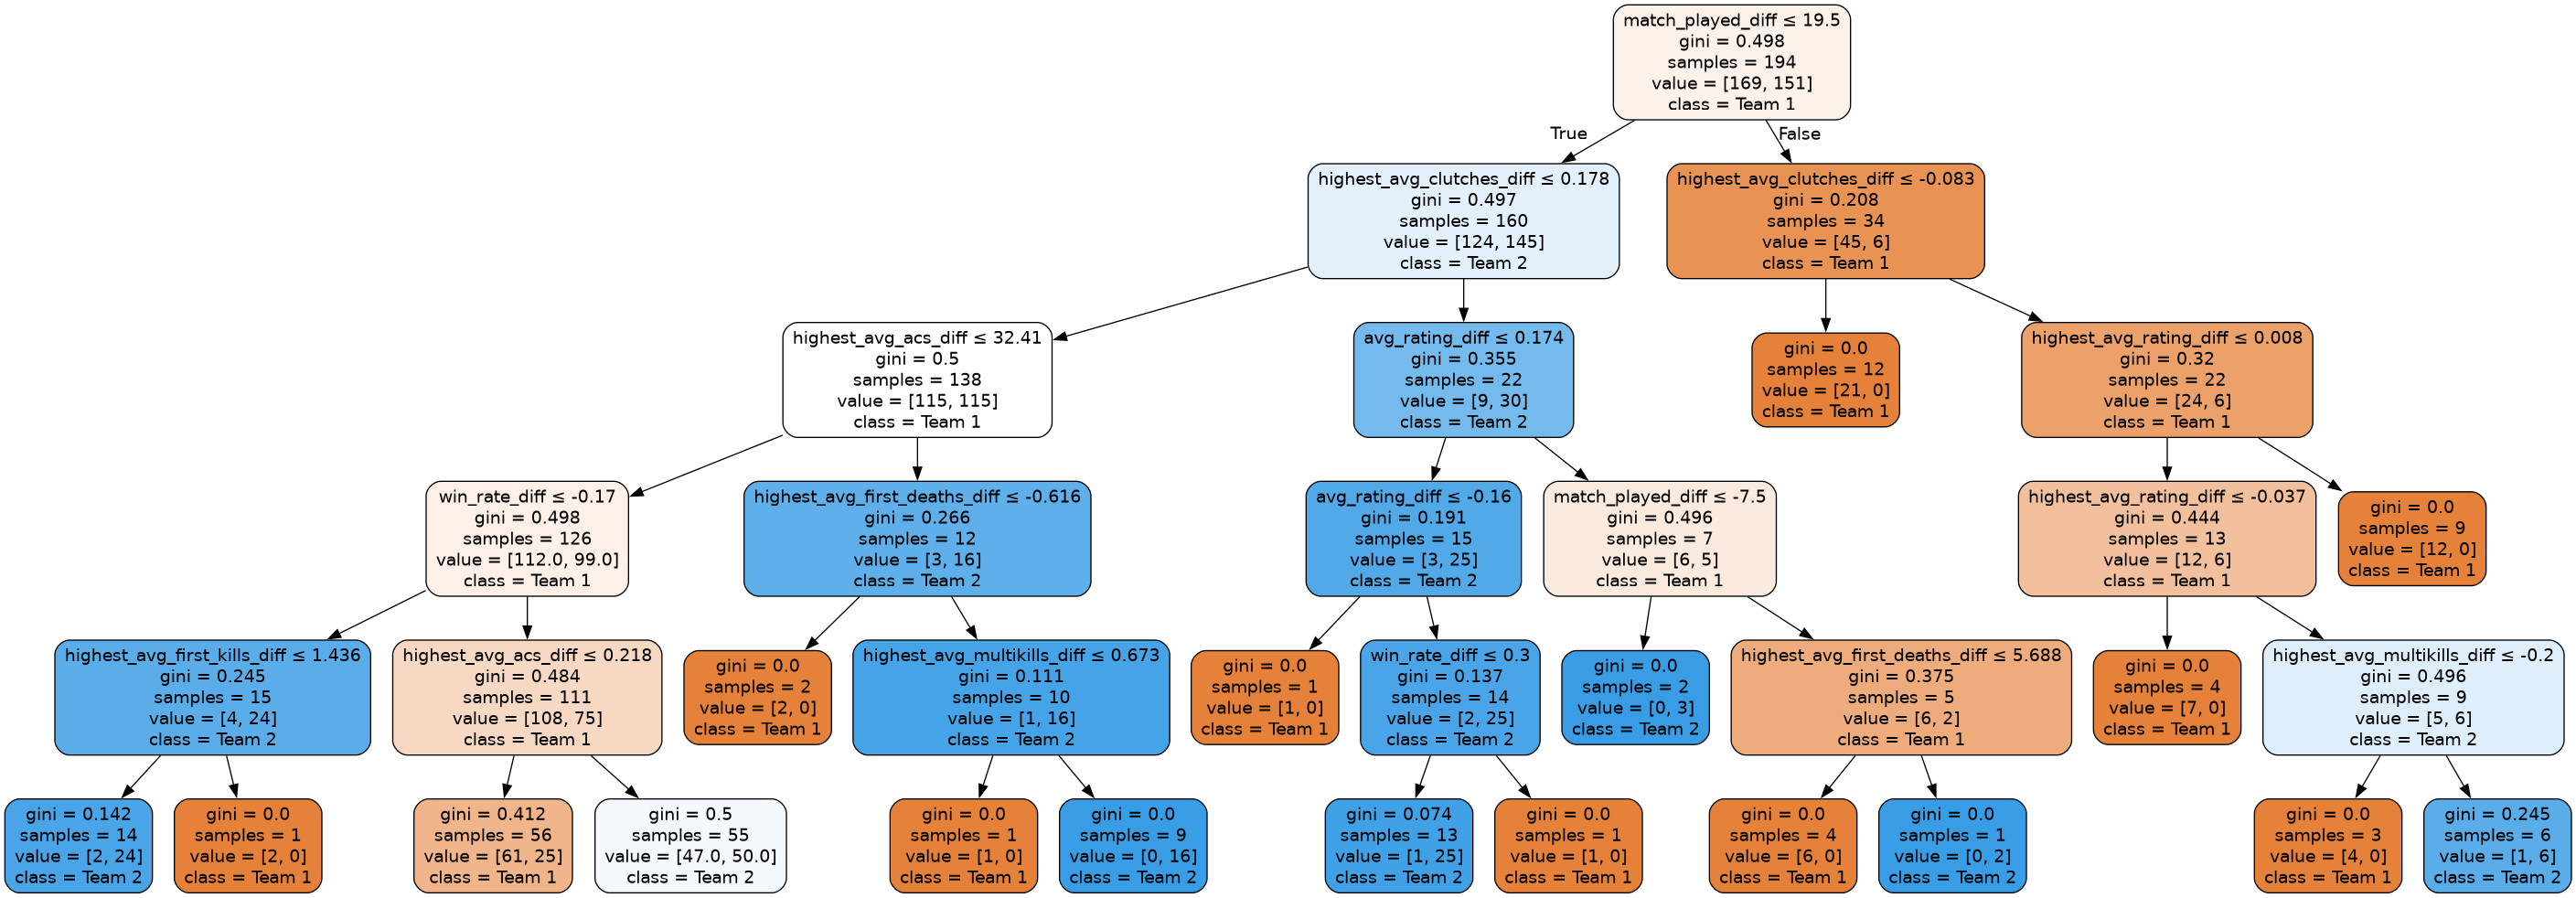 match_played_diff ≤ 19.5
gini = 0.498
samples = 194
value = [169, 151]
class = Team 1
True
False
highest_avg_clutches_diff ≤ 0.178
gini = 0.497
samples = 160
value = [124, 145]
class = Team 2
highest_avg_clutches_diff ≤ -0.083
gini = 0.208
samples = 34
value = [45, 6]
class = Team 1
highest_avg_acs_diff ≤ 32.41
gini = 0.5
samples = 138
value = [115, 115]
class = Team 1
avg_rating_diff ≤ 0.174
gini = 0.355
samples = 22
value = [9, 30]
class = Team 2
gini = 0.0
samples = 12
value = [21, 0]
class = Team 1
highest_avg_rating_diff ≤ 0.008
gini = 0.32
samples = 22
value = [24, 6]
class = Team 1
win_rate_diff ≤ -0.17
gini = 0.498
samples = 126
value = [112.0, 99.0]
class = Team 1
highest_avg_first_deaths_diff ≤ -0.616
gini = 0.266
samples = 12
value = [3, 16]
class = Team 2
avg_rating_diff ≤ -0.16
gini = 0.191
samples = 15
value = [3, 25]
class = Team 2
match_played_diff ≤ -7.5
gini = 0.496
samples = 7
value = [6, 5]
class = Team 1
highest_avg_rating_diff ≤ -0.037
gini = 0.444
samples = 13
value = [12, 6]
class = Team 1
gini = 0.0
samples = 9
value = [12, 0]
class = Team 1
highest_avg_first_kills_diff ≤ 1.436
gini = 0.245
samples = 15
value = [4, 24]
class = Team 2
highest_avg_acs_diff ≤ 0.218
gini = 0.484
samples = 111
value = [108, 75]
class = Team 1
gini = 0.0
samples = 2
value = [2, 0]
class = Team 1
highest_avg_multikills_diff ≤ 0.673
gini = 0.111
samples = 10
value = [1, 16]
class = Team 2
gini = 0.0
samples = 1
value = [1, 0]
class = Team 1
win_rate_diff ≤ 0.3
gini = 0.137
samples = 14
value = [2, 25]
class = Team 2
gini = 0.0
samples = 2
value = [0, 3]
class = Team 2
highest_avg_first_deaths_diff ≤ 5.688
gini = 0.375
samples = 5
value = [6, 2]
class = Team 1
gini = 0.0
samples = 4
value = [7, 0]
class = Team 1
highest_avg_multikills_diff ≤ -0.2
gini = 0.496
samples = 9
value = [5, 6]
class = Team 2
gini = 0.142
samples = 14
value = [2, 24]
class = Team 2
gini = 0.0
samples = 1
value = [2, 0]
class = Team 1
gini = 0.412
samples = 56
value = [61, 25]
class = Team 1
gini = 0.5
samples = 55
value = [47.0, 50.0]
class = Team 2
gini = 0.0
samples = 1
value = [1, 0]
class = Team 1
gini = 0.0
samples = 9
value = [0, 16]
class = Team 2
gini = 0.074
samples = 13
value = [1, 25]
class = Team 2
gini = 0.0
samples = 1
value = [1, 0]
class = Team 1
gini = 0.0
samples = 4
value = [6, 0]
class = Team 1
gini = 0.0
samples = 1
value = [0, 2]
class = Team 2
gini = 0.0
samples = 3
value = [4, 0]
class = Team 1
gini = 0.245
samples = 6
value = [1, 6]
class = Team 2